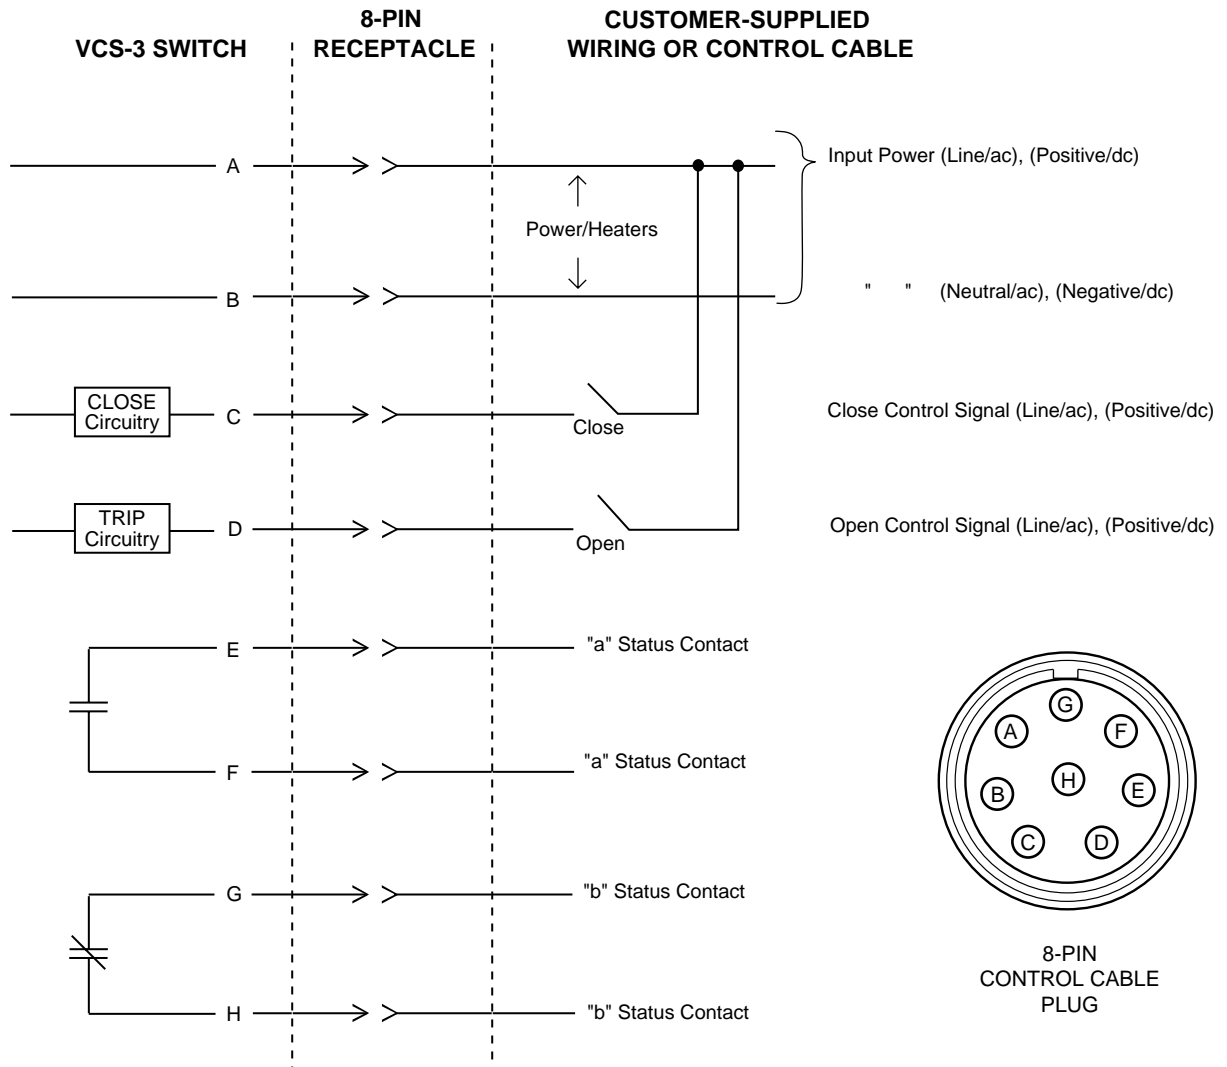 8-PIN
CUSTOMER-SUPPLIED
VCS-3 SWITCH
RECEPTACLE
WIRING OR CONTROL CABLE
A
Input Power (Line/ac), (Positive/dc)
Power/Heaters
B
" " (Neutral/ac), (Negative/dc)
CLOSE
Circuitry
C
Close
Close Control Signal (Line/ac), (Positive/dc)
TRIP
Circuitry
D
Open
Open Control Signal (Line/ac), (Positive/dc)
E
"a" Status Contact
F
"a" Status Contact
G
"b" Status Contact
H
"b" Status Contact
G
A
F
H
B
E
C
D
8-PIN
CONTROL CABLE
PLUG